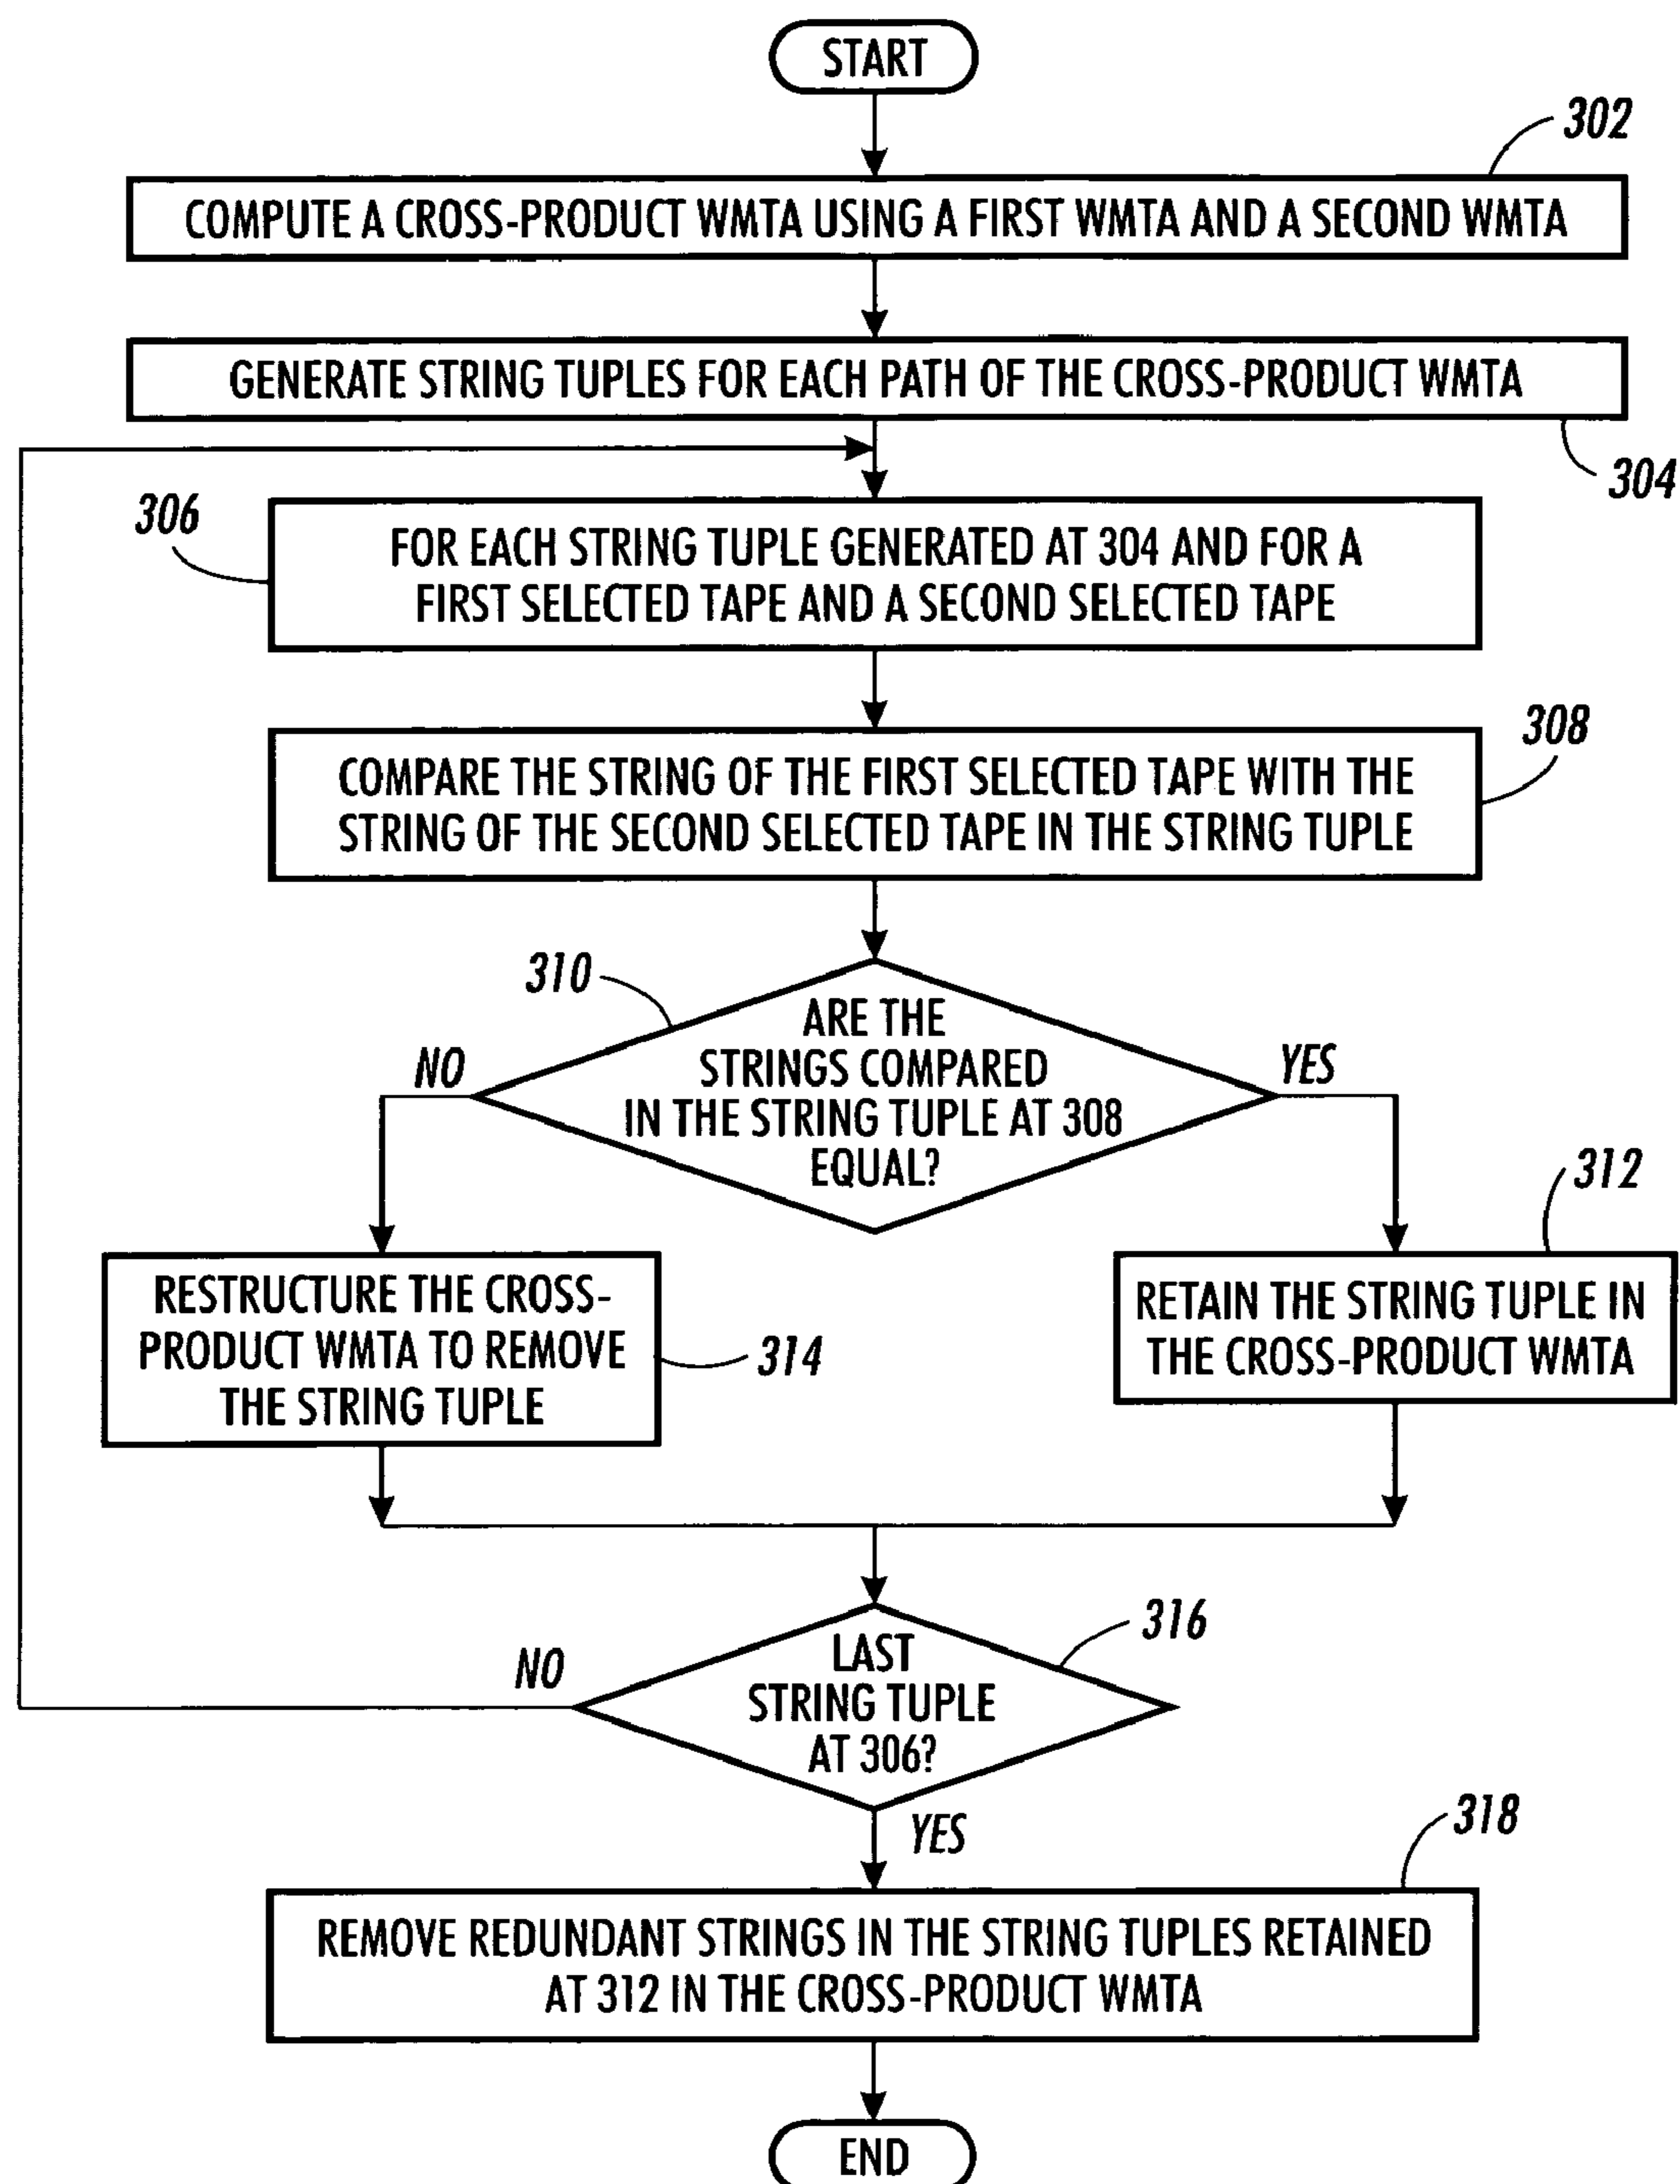 START
302
COMPUTE A CROSS-PRODUCT WMTA USING A FIRST WMTA AND A SECOND WMTA
GENERATE STRING TUPLES FOR EACH PATH OF THE CROSS-PRODUCT WMTA
304
306
FOR EACH STRING TUPLE GENERATED AT 304 AND FOR A
FIRST SELECTED TAPE AND A SECOND SELECTED TAPE
308
COMPARE THE STRING OF THE FIRST SELECTED TAPE WITH THE
STRING OF THE SECOND SELECTED TAPE IN THE STRING TUPLE
310
ARE THE
STRINGS COMPARED
IN THE STRING TUPLE AT 308
EQUAL?
NO
YES
312
RESTRUCTURE THE CROSS-
PRODUCT WMTA TO REMOVE
THE STRING TUPLE
314
RETAIN THE STRING TUPLE IN
THE CROSS-PRODUCT WMTA
316
LAST
STRING TUPLE
AT 306?
NO
YES
318
REMOVE REDUNDANT STRINGS IN THE STRING TUPLES RETAINED
AT 312 IN THE CROSS-PRODUCT WMTA
END